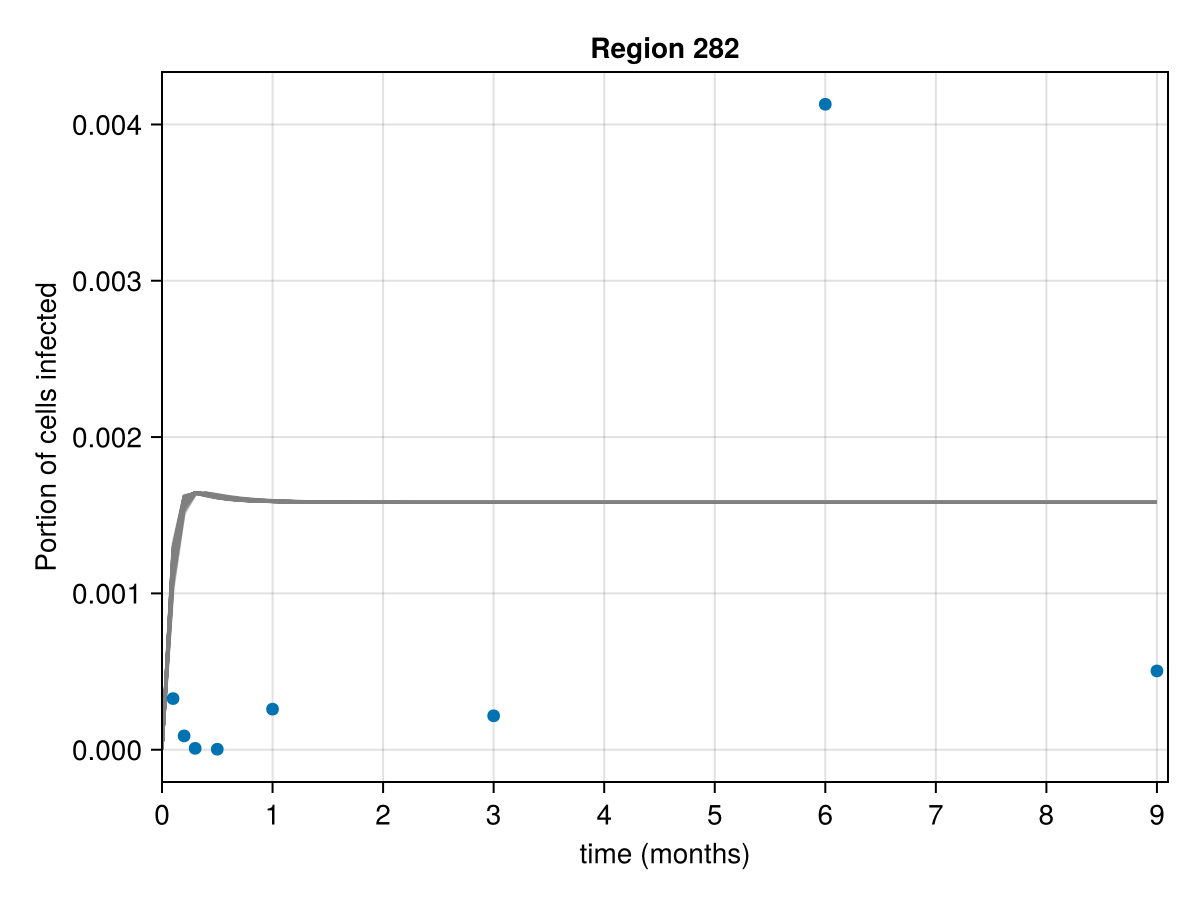 Region 282
0.004
0.003
0.002
0.001
0.000
Portion of cells infected
0 1 2 3 4 5 6 7 8 9
time (months)